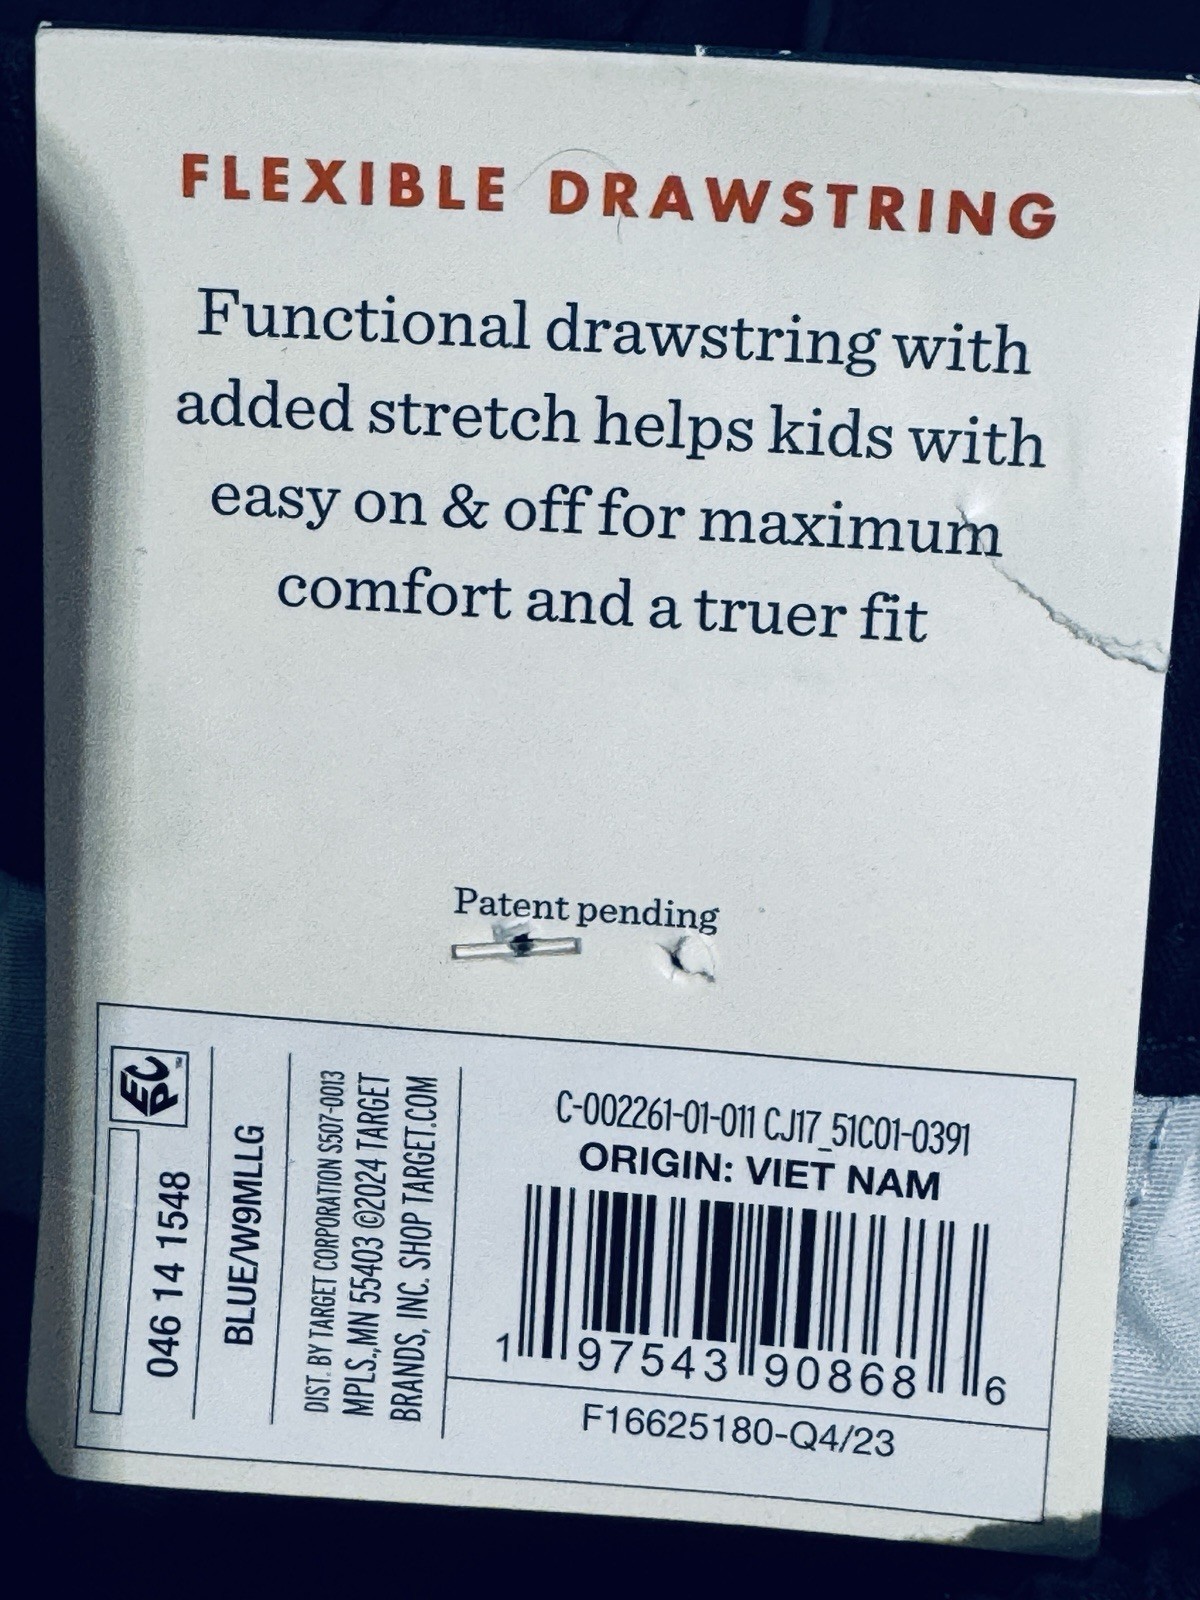 FLEXIBLE DRAWSTRING
Functional drawstring with
added stretch helps kids with
easy on & off for maximum
comfort and a truer fit
Patent pending
EPC™
046 14 1548
BLUE/W9MLLG
DIST. BY TARGET CORPORATION S507-0013
MPLS., MN 55403 ©2024 TARGET
BRANDS, INC. SHOP TARGET.COM
C-002261-01-011 CJ17_51C01-0391
ORIGIN: VIET NAM
1 97543 90868 6
F16625180-Q4/23